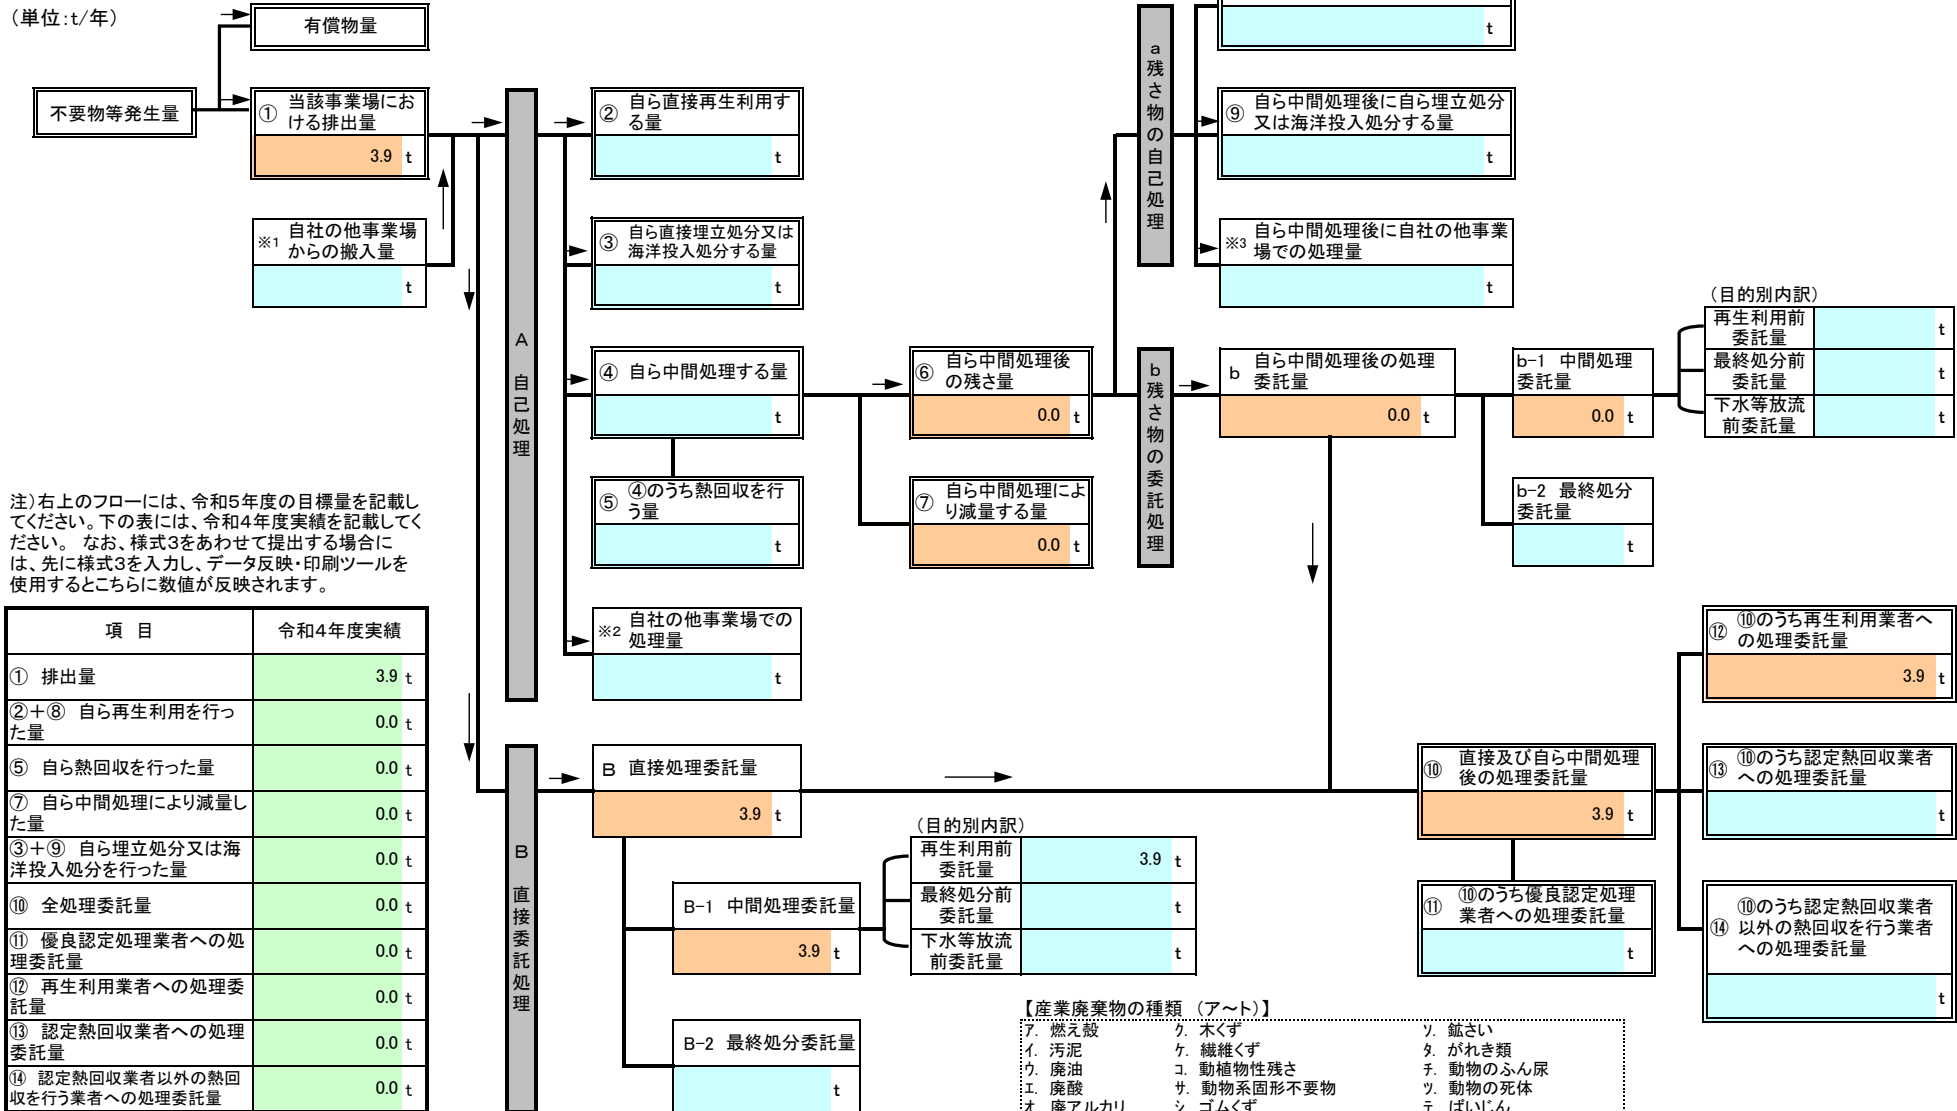 （単位：t/年）
有償物量
不要物等発生量
① 当該事業場にお
ける排出量
3.9 t
※1 自社の他事業場
からの搬入量
t
A 自己処理
② 自ら直接再生利用す
る量
t
③ 自ら直接埋立処分又は
海洋投入処分する量
t
④ 自ら中間処理する量
t
⑤ ④のうち熱回収を行
う量
t
※2 自社の他事業場での
処理量
t
⑥ 自ら中間処理後
の残さ量
0.0 t
⑦ 自ら中間処理によ
り減量する量
0.0 t
a 残さ物の自己処理
t
⑨ 自ら中間処理後に自ら埋立処分
又は海洋投入処分する量
t
※3 自ら中間処理後に自社の他事業
場での処理量
t
b 残さ物の委託処理
b 自ら中間処理後の処理
委託量
0.0 t
b-1 中間処理
委託量
0.0 t
（目的別内訳）
再生利用前
委託量
t
最終処分前
委託量
t
下水等放流
前委託量
t
b-2 最終処分
委託量
t
注）右上のフローには、令和5年度の目標量を記載し
てください。下の表には、令和4年度実績を記載してく
ださい。 なお、様式3をあわせて提出する場合に
は、先に様式3を入力し、データ反映・印刷ツールを
使用するとこちらに数値が反映されます。
項 目 令和4年度実績
① 排出量 3.9 t
②＋⑧ 自ら再生利用を行っ
た量 0.0 t
⑤ 自ら熱回収を行った量 0.0 t
⑦ 自ら中間処理により減量し
た量 0.0 t
③＋⑨ 自ら埋立処分又は海
洋投入処分を行った量 0.0 t
⑩ 全処理委託量 0.0 t
⑪ 優良認定処理業者への処
理委託量 0.0 t
⑫ 再生利用業者への処理委
託量 0.0 t
⑬ 認定熱回収業者への処理
委託量 0.0 t
⑭ 認定熱回収業者以外の熱回
収を行う業者への処理委託量 0.0 t
B 直接委託処理
B 直接処理委託量
3.9 t
B-1 中間処理委託量
3.9 t
（目的別内訳）
再生利用前
委託量
3.9 t
最終処分前
委託量
t
下水等放流
前委託量
t
B-2 最終処分委託量
t
⑩ 直接及び自ら中間処理
後の処理委託量
3.9 t
⑪ ⑩のうち優良認定処理
業者への処理委託量
t
⑫ ⑩のうち再生利用業者へ
の処理委託量
3.9 t
⑬ ⑩のうち認定熱回収業者
への処理委託量
t
⑭ ⑩のうち認定熱回収業者
以外の熱回収を行う業者
への処理委託量
t
【産業廃棄物の種類 （ア～ト）】
ア. 燃え殻 ク. 木くず ソ. 鉱さい
イ. 汚泥 ケ. 繊維くず タ. がれき類
ウ. 廃油 コ. 動植物性残さ チ. 動物のふん尿
エ. 廃酸 サ. 動物系固形不要物 ツ. 動物の死体
オ. 廃アルカリ シ. ゴムくず テ. ばいじん